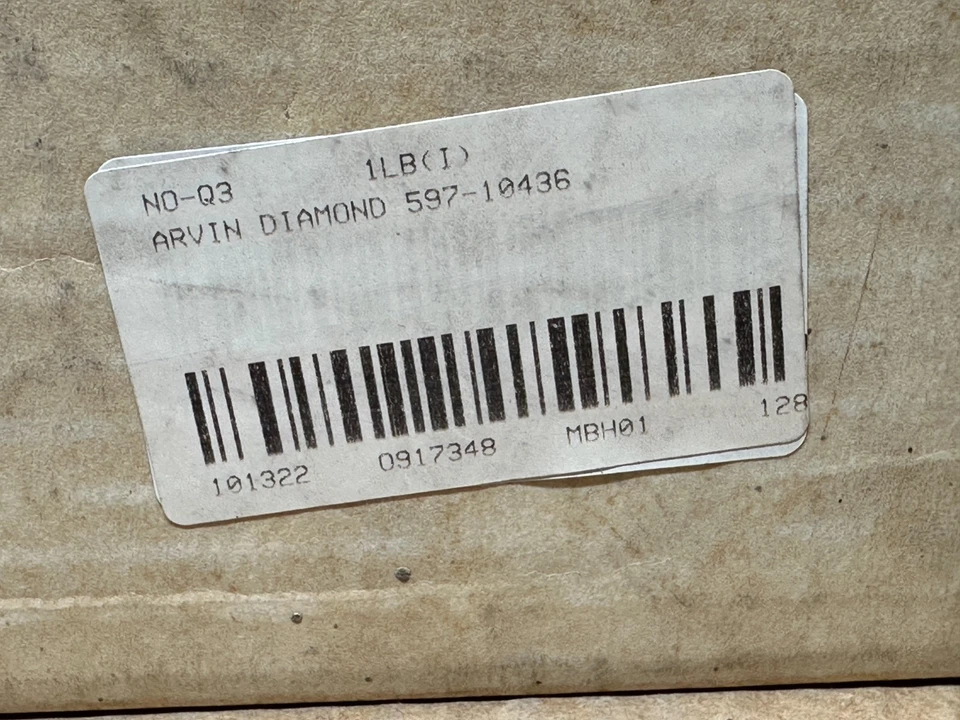 NO-Q3 1LB(I)
ARVIN DIAMOND 597-10436
101322 0917348 MBH01 128